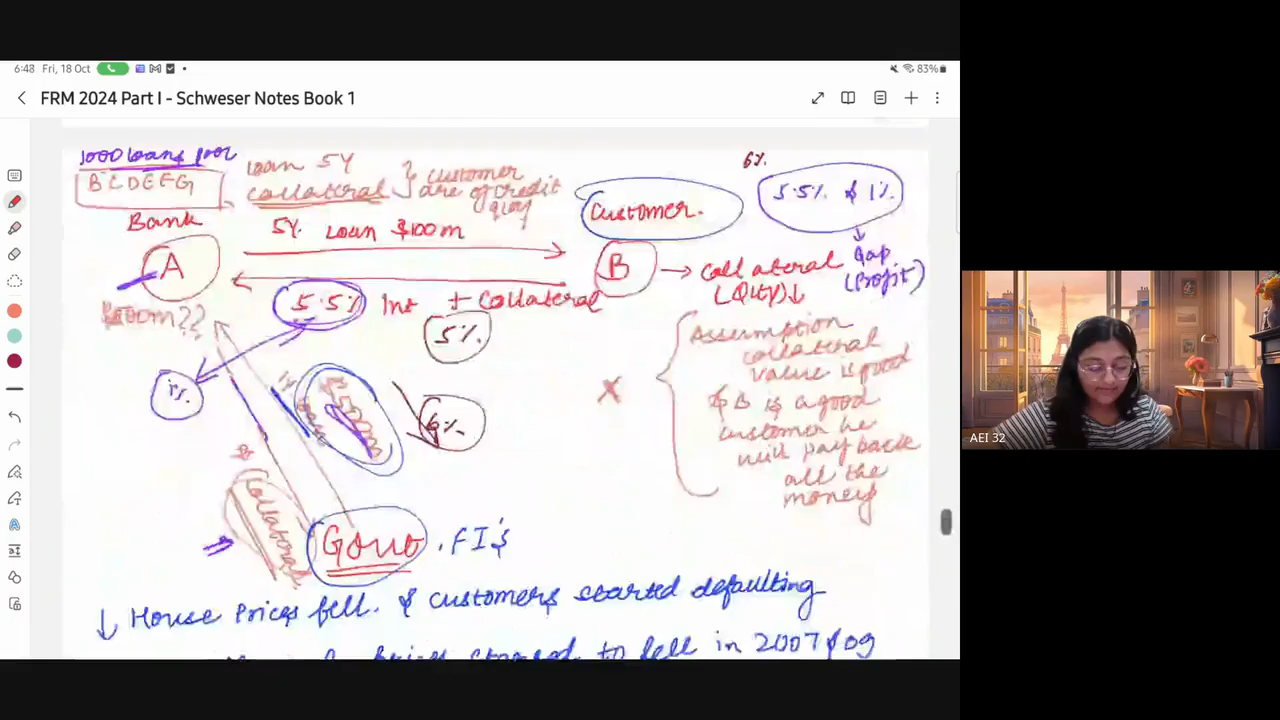 6:48 Fri, 18 Oct
83%
FRM 2024 Part I - Schweser Notes Book 1
1000 loans pool
BCDEFG
loan 5Y
collateral
customer
are of credit
6%
5.5% & 1%
Gap
(Profit)
Bank
A
5Y. Loan $100m
Customer.
B
Collateral
(Qlty)↓
5.5% Int + Collateral
5%
6%
1%
Collateral
Govt. FI's
Assumption
collateral
value is good
& B is a good
customer he
will pay back
all the
money
↓ House Prices fell. & customers started defaulting
started to fell in 2007/09
AEI 32